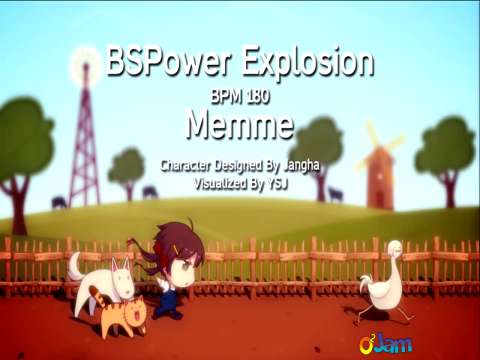 BSPower Explosion
BPM 180
Memme
Character Designed By Jangha
Visualized By YSJ
O2Jam